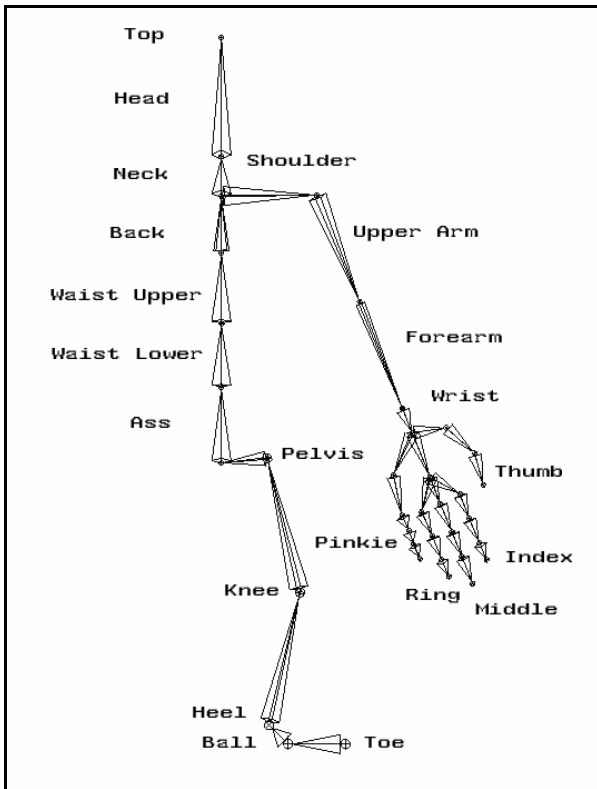 Top
Head
Shoulder
Neck
Back
Upper Arm
Waist Upper
Forearm
Waist Lower
Wrist
Ass
Pelvis
Thumb
Pinkie
Index
Knee
Ring
Middle
Heel
Ball
Toe